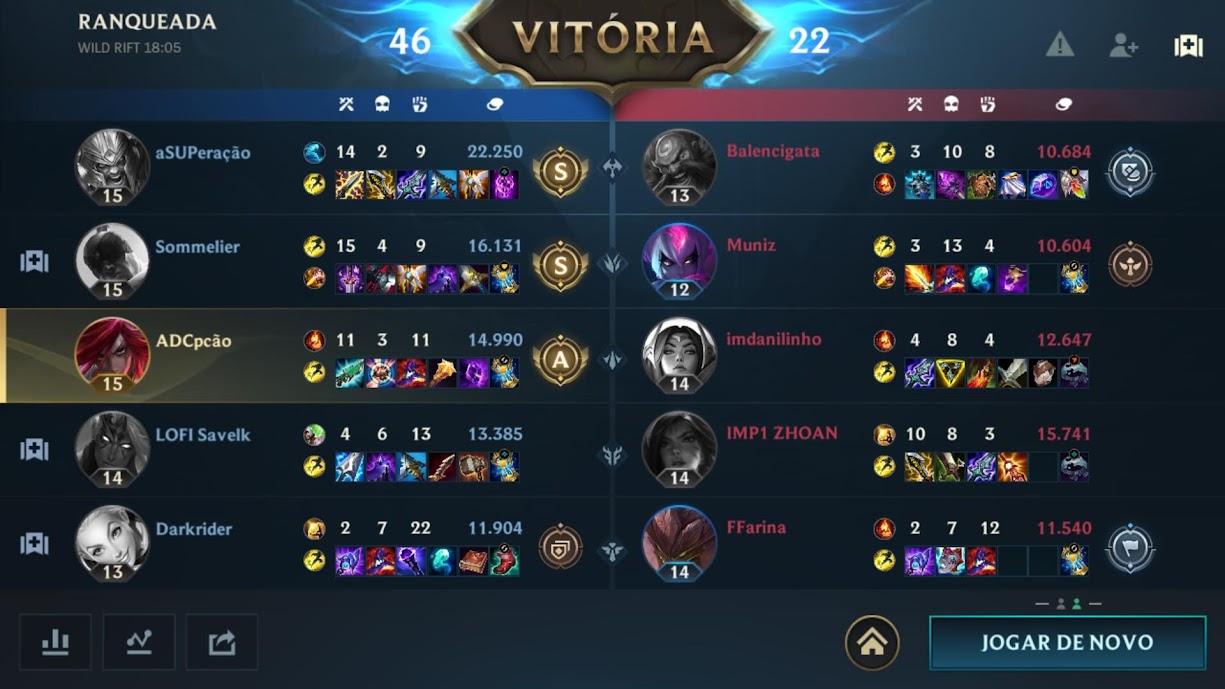 RANQUEADA
WILD RIFT 18:05
46 VITÓRIA 22
aSUPeração 14 2 9 22.250 S
15
Balencigata 3 10 8 10.684
13
Sommelier 15 4 9 16.131 S
15
Muniz 3 13 4 10.604
12
ADCpcão 11 3 11 14.990 A
15
imdanilinho 4 8 4 12.647
14
LOFI Savelk 4 6 13 13.385
14
IMP1 ZHOAN 10 8 3 15.741
14
Darkrider 2 7 22 11.904
13
FFarina 2 7 12 11.540
14
JOGAR DE NOVO